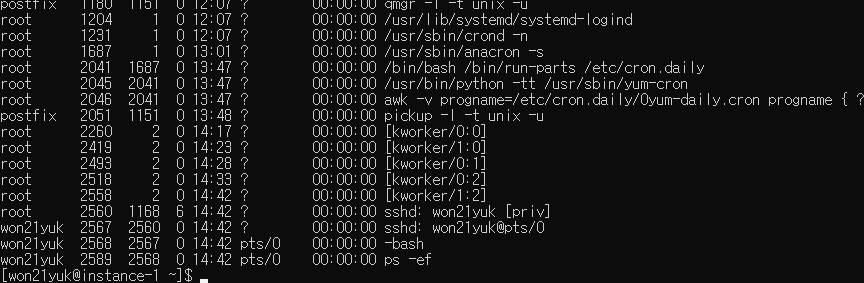 postfix 1180 1151 0 12:07 ? 00:00:00 qmgr -l -t unix -u
root 1204 1 0 12:07 ? 00:00:00 /usr/lib/systemd/systemd-logind
root 1231 1 0 12:07 ? 00:00:00 /usr/sbin/crond -n
root 1687 1 0 13:01 ? 00:00:00 /usr/sbin/anacron -s
root 2041 1687 0 13:47 ? 00:00:00 /bin/bash /bin/run-parts /etc/cron.daily
root 2045 2041 0 13:47 ? 00:00:00 /usr/bin/python -tt /usr/sbin/yum-cron
root 2046 2041 0 13:47 ? 00:00:00 awk -v progname=/etc/cron.daily/0yum-daily.cron progname { ?
postfix 2051 1151 0 13:48 ? 00:00:00 pickup -l -t unix -u
root 2260 2 0 14:17 ? 00:00:00 [kworker/0:0]
root 2419 2 0 14:23 ? 00:00:00 [kworker/1:0]
root 2493 2 0 14:28 ? 00:00:00 [kworker/0:1]
root 2518 2 0 14:33 ? 00:00:00 [kworker/0:2]
root 2558 2 0 14:42 ? 00:00:00 [kworker/1:2]
root 2560 1168 6 14:42 ? 00:00:00 sshd: won21yuk [priv]
won21yuk 2567 2560 0 14:42 ? 00:00:00 sshd: won21yuk@pts/0
won21yuk 2568 2567 0 14:42 pts/0 00:00:00 -bash
won21yuk 2589 2568 0 14:42 pts/0 00:00:00 ps -ef
[won21yuk@instance-1 ~]$